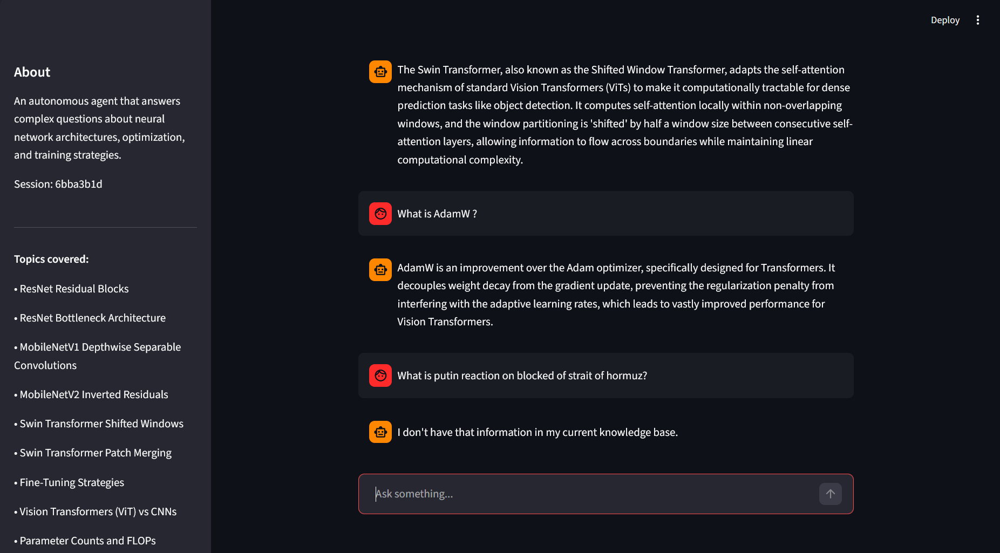 Deploy
About
An autonomous agent that answers
complex questions about neural
network architectures, optimization,
and training strategies.
Session: 6bba3b1d
Topics covered:
• ResNet Residual Blocks
• ResNet Bottleneck Architecture
• MobileNetV1 Depthwise Separable
Convolutions
• MobileNetV2 Inverted Residuals
• Swin Transformer Shifted Windows
• Swin Transformer Patch Merging
• Fine-Tuning Strategies
• Vision Transformers (ViT) vs CNNs
• Parameter Counts and FLOPs
The Swin Transformer, also known as the Shifted Window Transformer, adapts the self-attention
mechanism of standard Vision Transformers (ViTs) to make it computationally tractable for dense
prediction tasks like object detection. It computes self-attention locally within non-overlapping
windows, and the window partitioning is 'shifted' by half a window size between consecutive self-
attention layers, allowing information to flow across boundaries while maintaining linear
computational complexity.
What is AdamW ?
AdamW is an improvement over the Adam optimizer, specifically designed for Transformers. It
decouples weight decay from the gradient update, preventing the regularization penalty from
interfering with the adaptive learning rates, which leads to vastly improved performance for
Vision Transformers.
What is putin reaction on blocked of strait of hormuz?
I don't have that information in my current knowledge base.
Ask something...